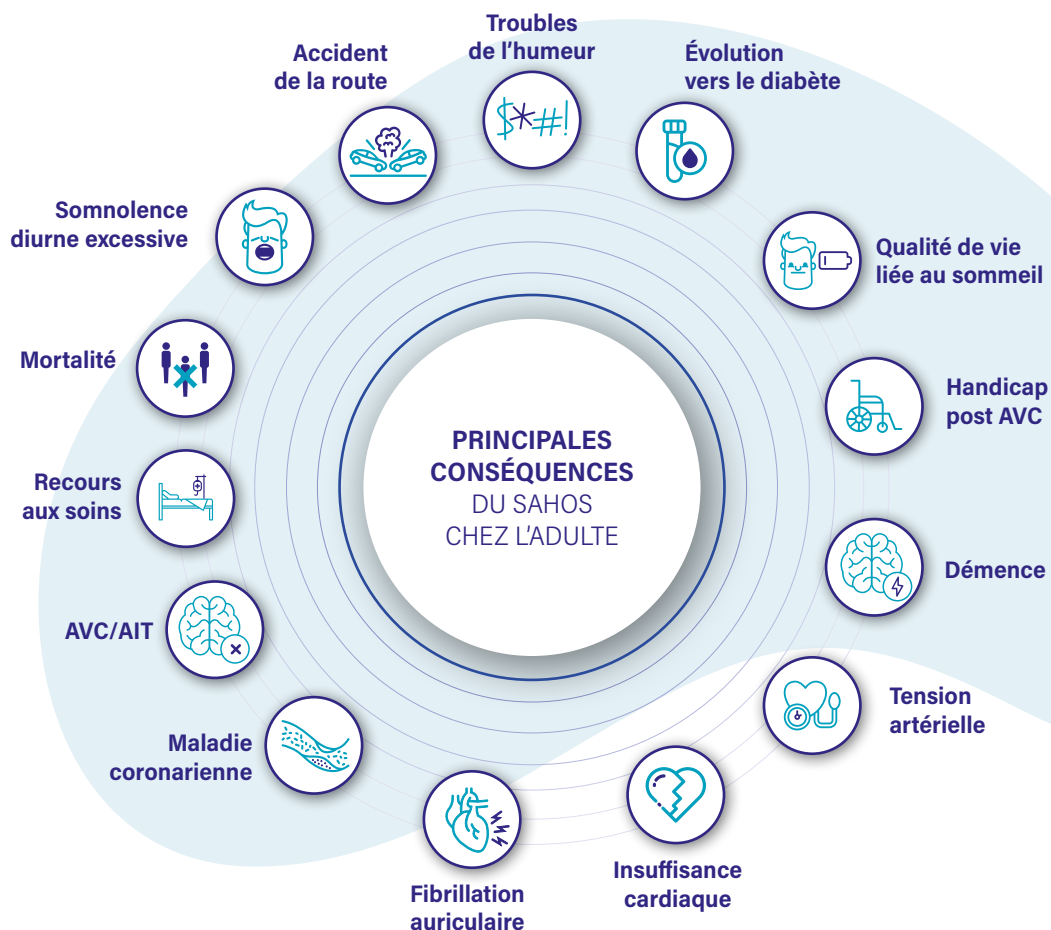 Troubles
de l'humeur
Évolution
vers le diabète
Qualité de vie
liée au sommeil
Handicap
post AVC
Démence
Tension
artérielle
Insuffisance
cardiaque
Fibrillation
auriculaire
Maladie
coronarienne
AVC/AIT
Recours
aux soins
Mortalité
Somnolence
diurne excessive
Accident
de la route
$*#!
PRINCIPALES
CONSÉQUENCES
DU SAHOS
CHEZ L'ADULTE